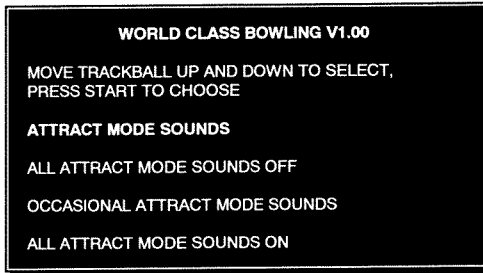 WORLD CLASS BOWLING V1.00
MOVE TRACKBALL UP AND DOWN TO SELECT,
PRESS START TO CHOOSE
ATTRACT MODE SOUNDS
ALL ATTRACT MODE SOUNDS OFF
OCCASIONAL ATTRACT MODE SOUNDS
ALL ATTRACT MODE SOUNDS ON